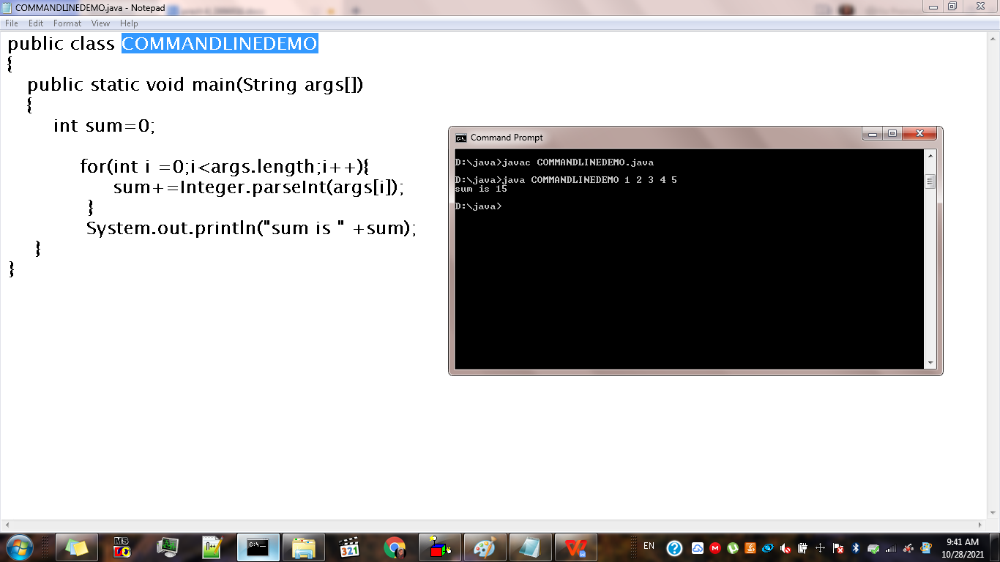 COMMANDLINEDEMO.java - Notepad
File Edit Format View Help
public class COMMANDLINEDEMO
{
public static void main(String args[])
{
int sum=0;
for(int i =0;i<args.length;i++){
sum+=Integer.parseInt(args[i]);
}
System.out.println("sum is " +sum);
}
}
C:\. Command Prompt
D:\java>javac COMMANDLINEDEMO.java
D:\java>java COMMANDLINEDEMO 1 2 3 4 5
sum is 15
D:\java>
MS
321
EN
9:41 AM
10/28/2021